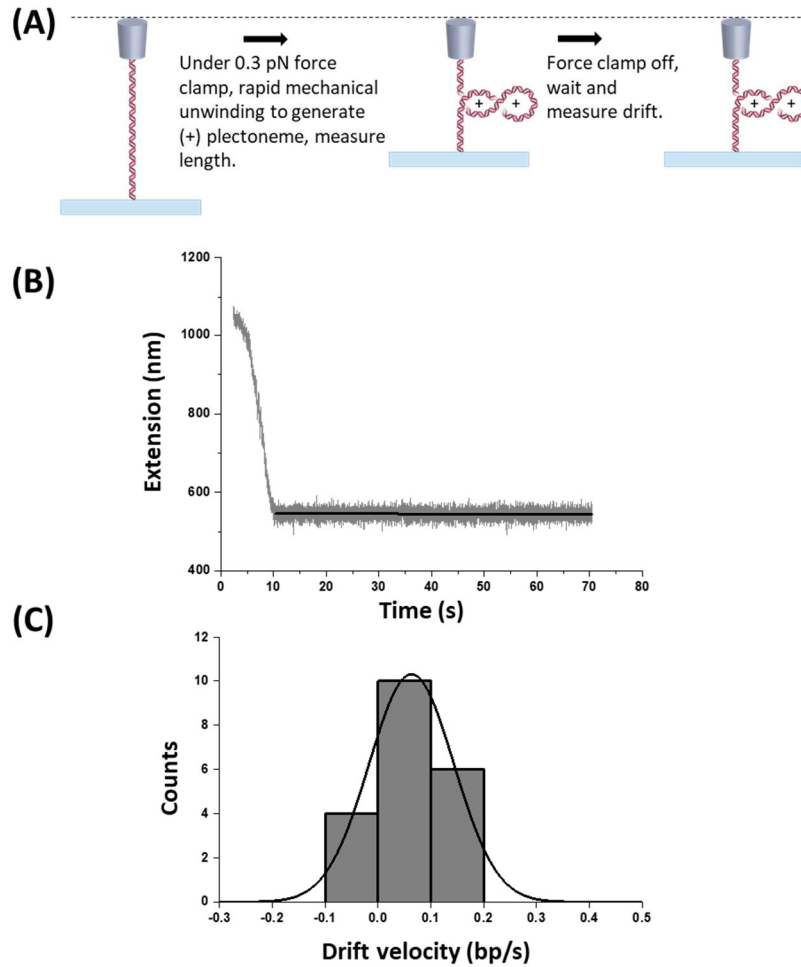 (A)
Under 0.3 pN force
clamp, rapid mechanical
unwinding to generate
(+) plectoneme, measure
length.
+ +
Force clamp off,
wait and
measure drift.
+ +
(B)
1200
1000
800
600
400
Extension (nm)
0 10 20 30 40 50 60 70 80
Time (s)
(C)
12
10
8
6
4
2
0
Counts
-0.3 -0.2 -0.1 0.0 0.1 0.2 0.3 0.4 0.5
Drift velocity (bp/s)